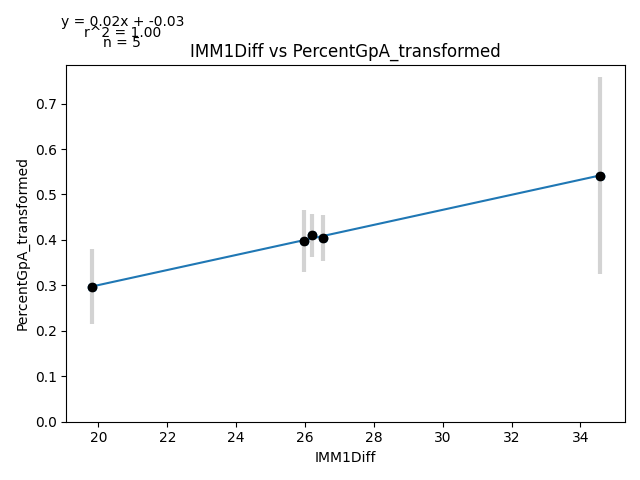 y = 0.02x + -0.03
r^2 = 1.00
n = 5
IMM1Diff vs PercentGpA_transformed
PercentGpA_transformed
0.7
0.6
0.5
0.4
0.3
0.2
0.1
0.0
20 22 24 26 28 30 32 34
IMM1Diff